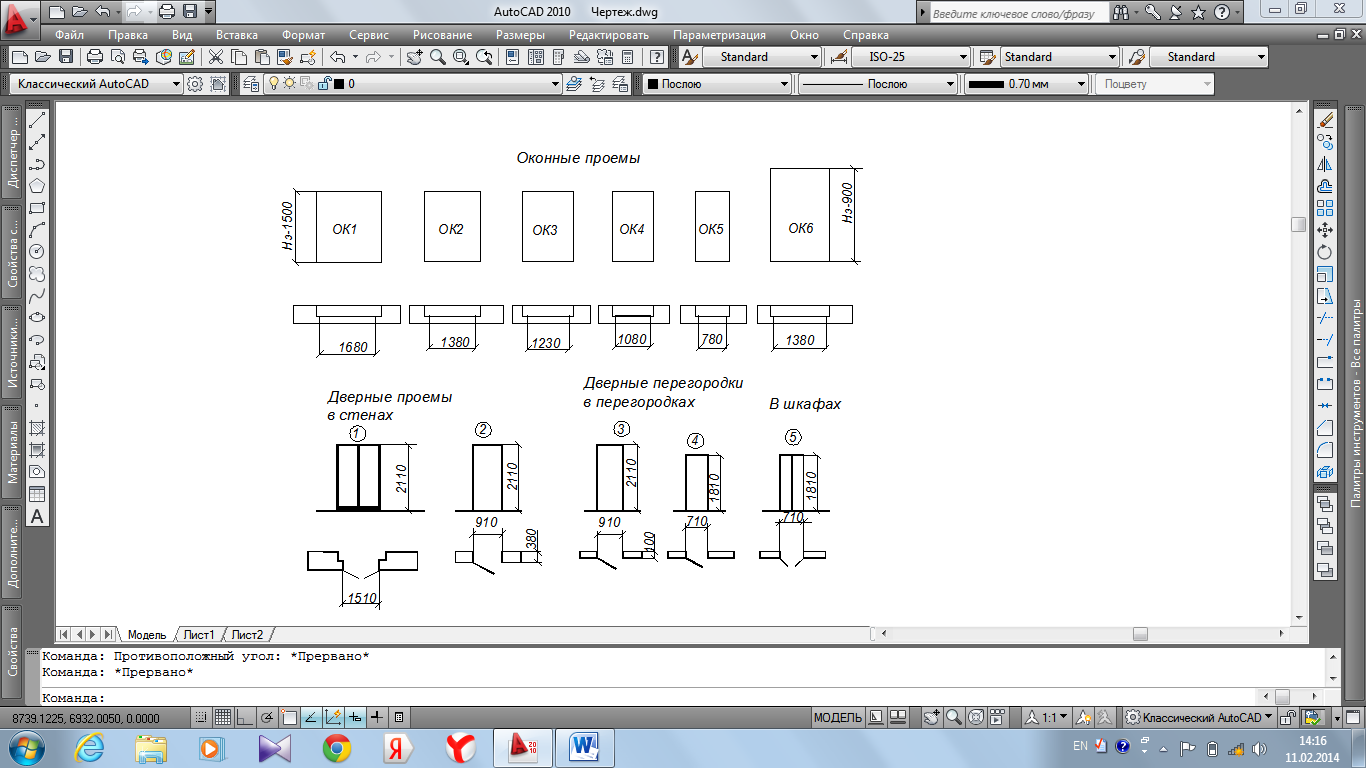 AutoCAD 2010 Чертеж.dwg
Введите ключевое слово/фразу
Файл Правка Вид Вставка Формат Сервис Рисование Размеры Редактировать Параметризация Окно Справка
Standard ISO-25 Standard Standard
Классический AutoCAD 0 Послою Послою 0.70 мм Поцвету
Диспетчер ...
Свойства с...
Источники...
Материалы
Дополните...
Свойства
Инструментов - Все палитры
Оконные проемы
Нэ-1500 ОК1 ОК2 ОК3 ОК4 ОК5 ОК6 Нэ-900
1680 1380 1230 1080 780 1380
Дверные проемы
в стенах
Дверные перегородки
в перегородках
В шкафах
1 2 3 4 5
2110 2110 2110 1810 1810
910 910 710 710
380 100
1510
Модель Лист1 Лист2
Команда: Противоположный угол: *Прервано*
Команда: *Прервано*
Команда:
8739.1225, 6932.0050, 0.0000 МОДЕЛЬ 1:1 Классический AutoCAD
EN 14:16
11.02.2014